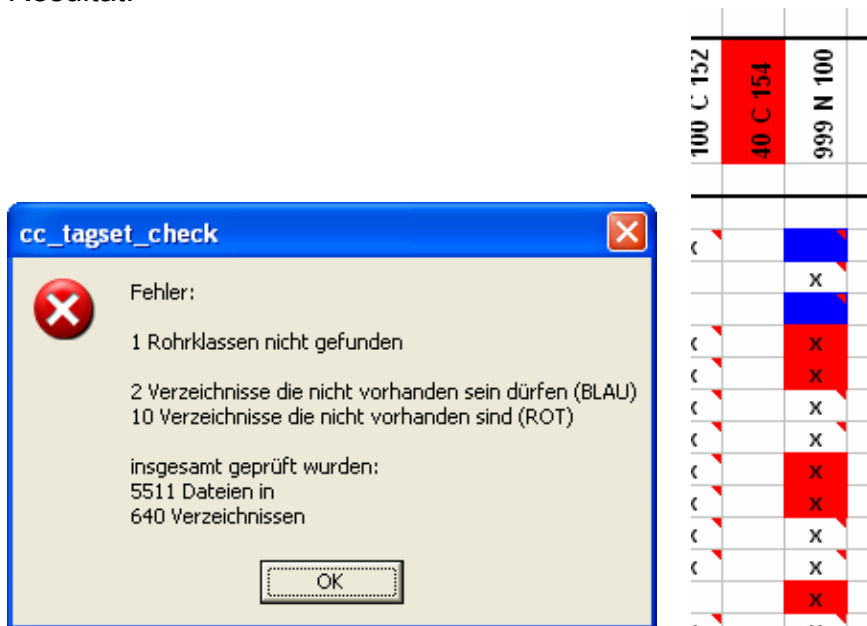 cc_tagset_check
Fehler:
1 Rohrklassen nicht gefunden
2 Verzeichnisse die nicht vorhanden sein dürfen (BLAU)
10 Verzeichnisse die nicht vorhanden sind (ROT)
insgesamt geprüft wurden:
5511 Dateien in
640 Verzeichnissen
OK
100 C 152
40 C 154
999 N 100
x
x
x
x
x
x
x
x
x
x